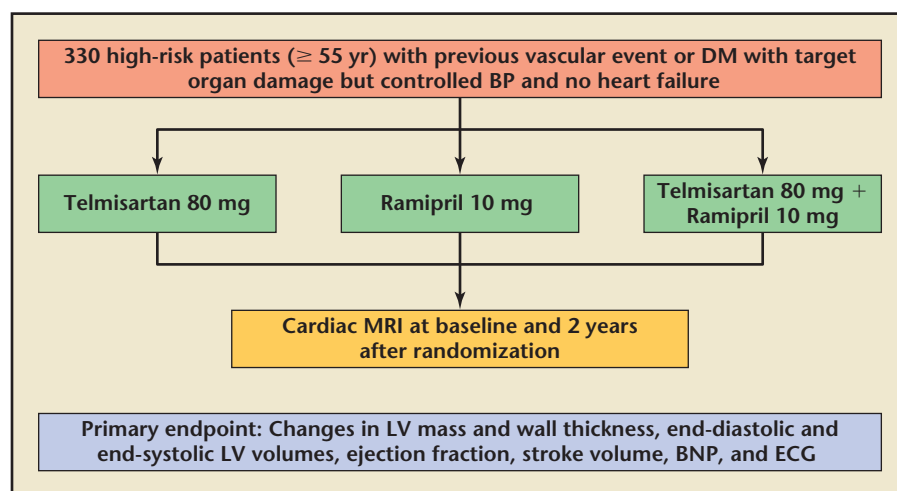 330 high-risk patients (≥ 55 yr) with previous vascular event or DM with target
organ damage but controlled BP and no heart failure
Telmisartan 80 mg
Ramipril 10 mg
Telmisartan 80 mg +
Ramipril 10 mg
Cardiac MRI at baseline and 2 years
after randomization
Primary endpoint: Changes in LV mass and wall thickness, end-diastolic and
end-systolic LV volumes, ejection fraction, stroke volume, BNP, and ECG